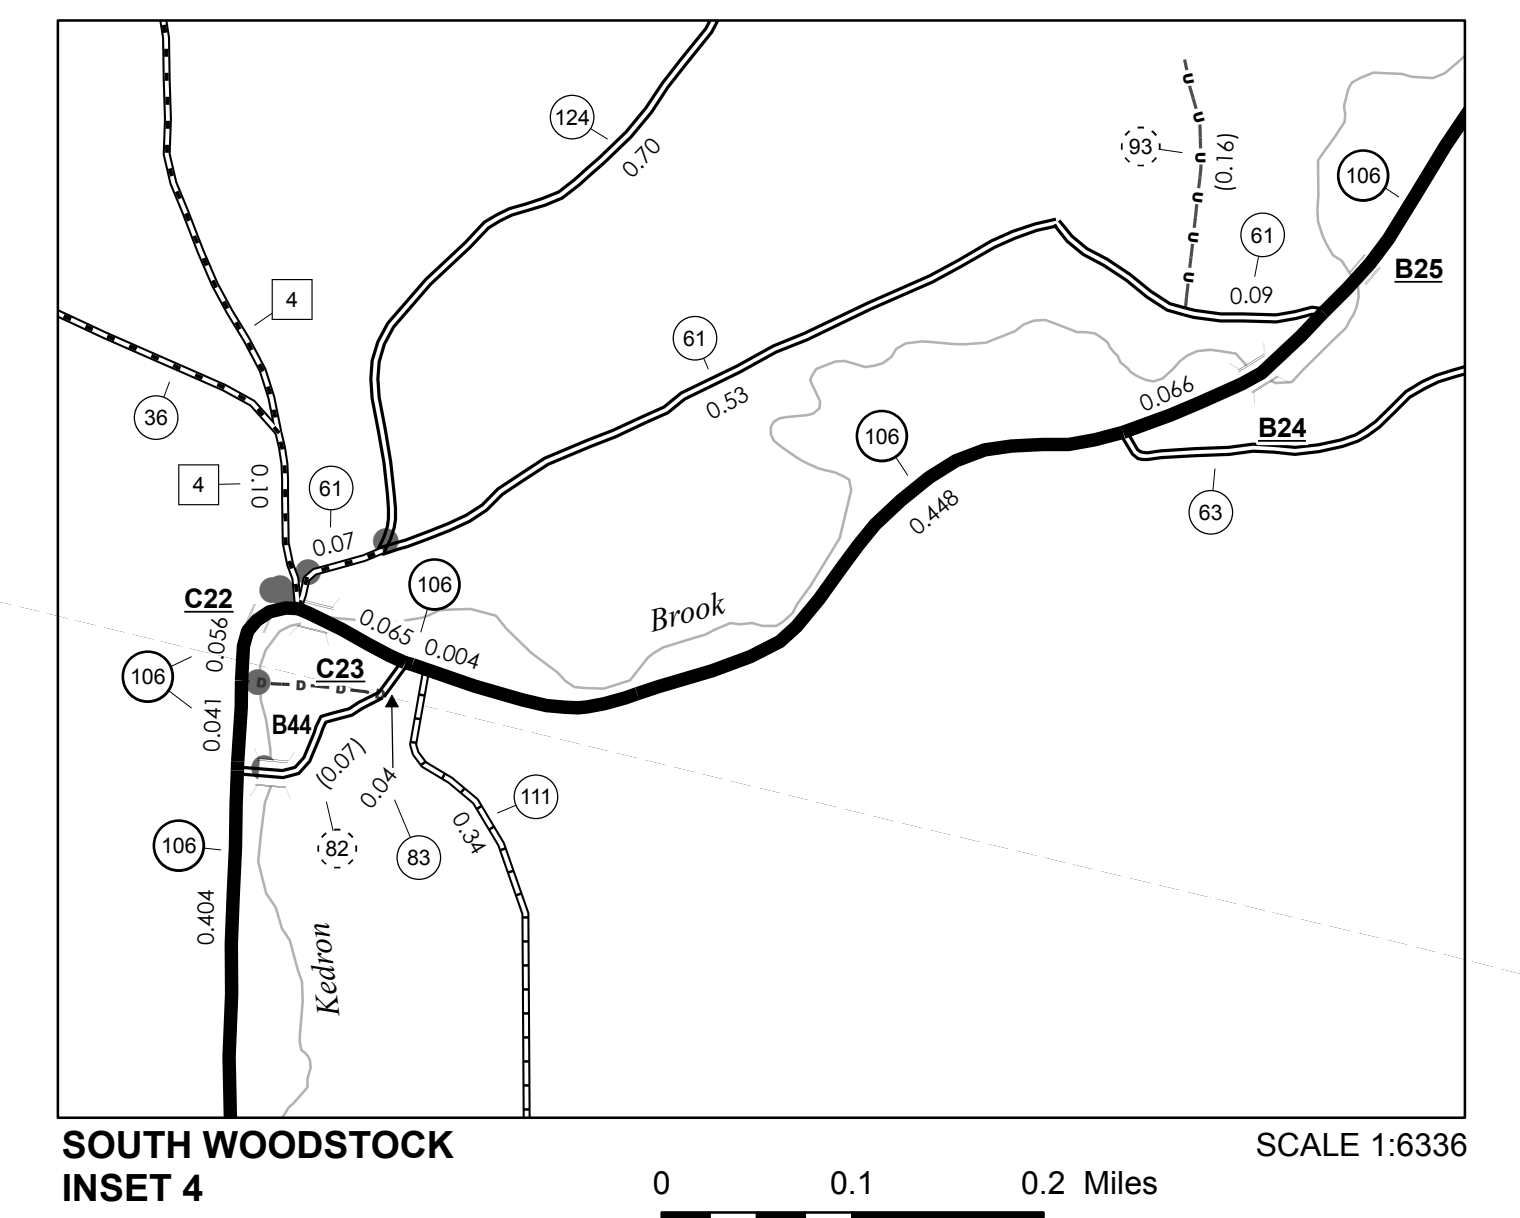 124
0.70
93
(0.16)
106
61
B25
0.09
4
61
0.53
0.066
36
106
B24
4
0.10
61
0.448
63
0.07
106
C22
Brook
0.065
0.004
0.056
C23
106
0.041
B44
(0.07)
0.04
111
0.34
106
82
83
0.404
Kedron
U
U
U
U
U
U
D
D
D
D
SOUTH WOODSTOCK
INSET 4
SCALE 1:6336
0 0.1 0.2 Miles